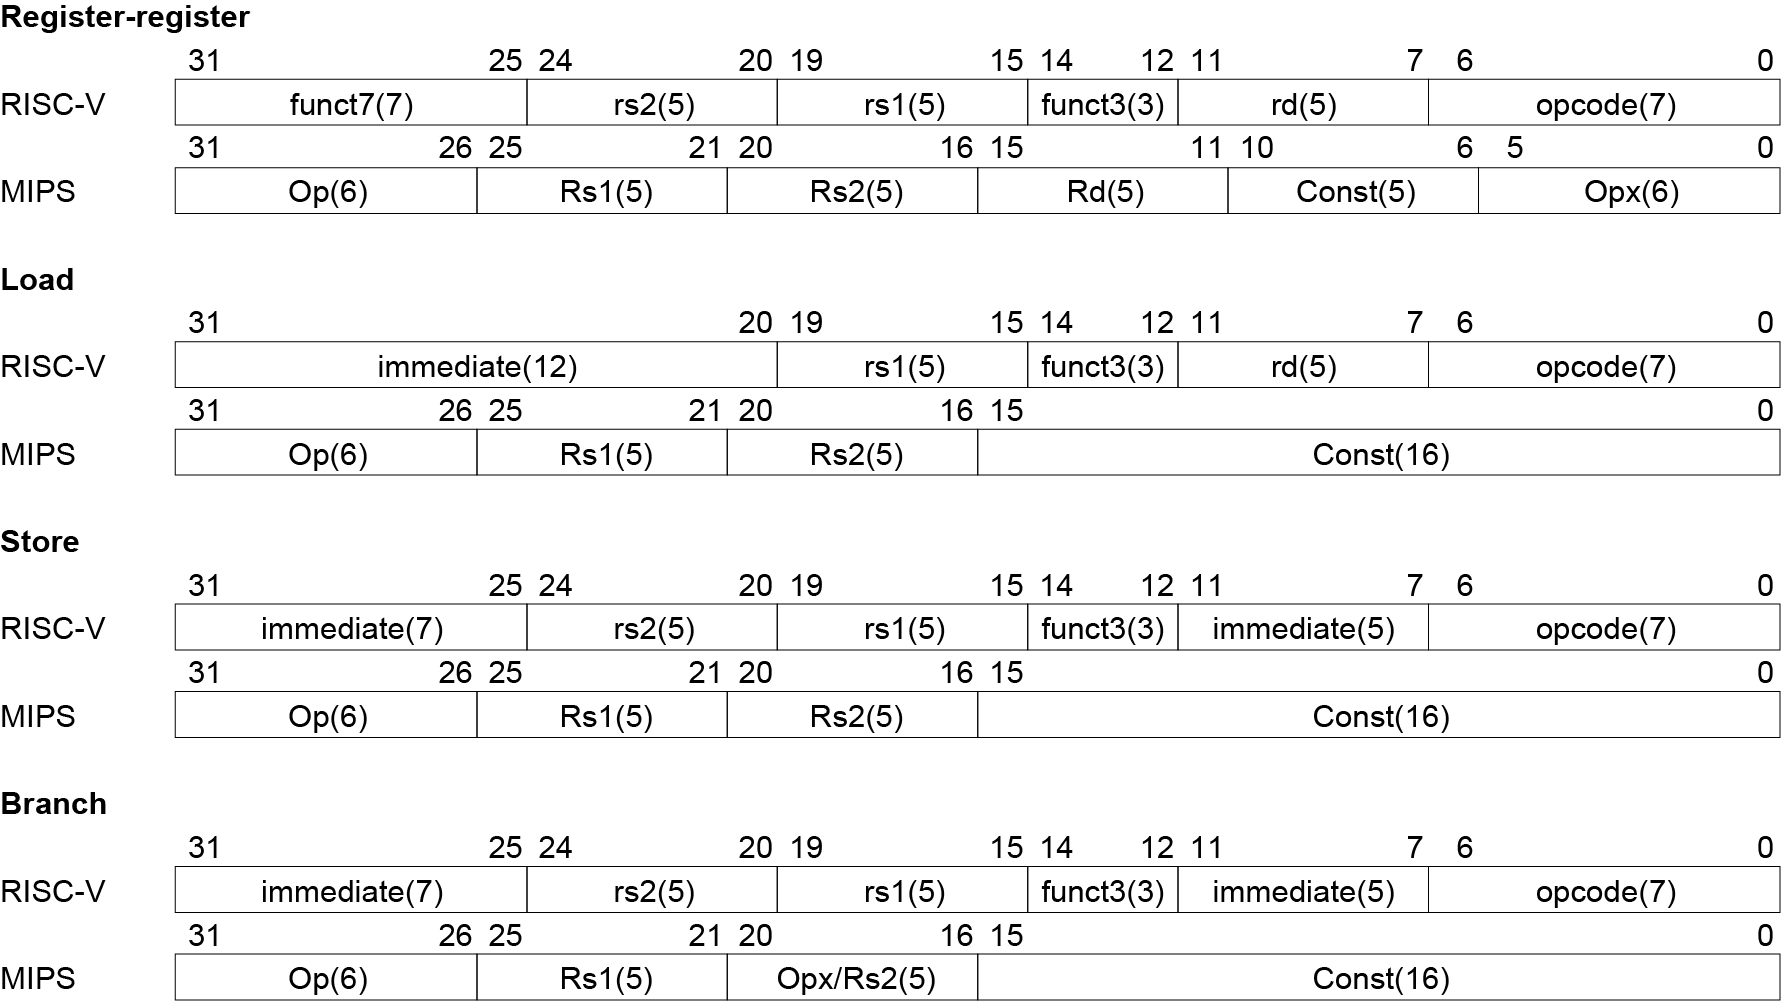 Register-register
31 25 24 20 19 15 14 12 11 7 6 0
RISC-V funct7(7) rs2(5) rs1(5) funct3(3) rd(5) opcode(7)
31 26 25 21 20 16 15 11 10 6 5 0
MIPS Op(6) Rs1(5) Rs2(5) Rd(5) Const(5) Opx(6)
Load
31 20 19 15 14 12 11 7 6 0
RISC-V immediate(12) rs1(5) funct3(3) rd(5) opcode(7)
31 26 25 21 20 16 15 0
MIPS Op(6) Rs1(5) Rs2(5) Const(16)
Store
31 25 24 20 19 15 14 12 11 7 6 0
RISC-V immediate(7) rs2(5) rs1(5) funct3(3) immediate(5) opcode(7)
31 26 25 21 20 16 15 0
MIPS Op(6) Rs1(5) Rs2(5) Const(16)
Branch
31 25 24 20 19 15 14 12 11 7 6 0
RISC-V immediate(7) rs2(5) rs1(5) funct3(3) immediate(5) opcode(7)
31 26 25 21 20 16 15 0
MIPS Op(6) Rs1(5) Opx/Rs2(5) Const(16)